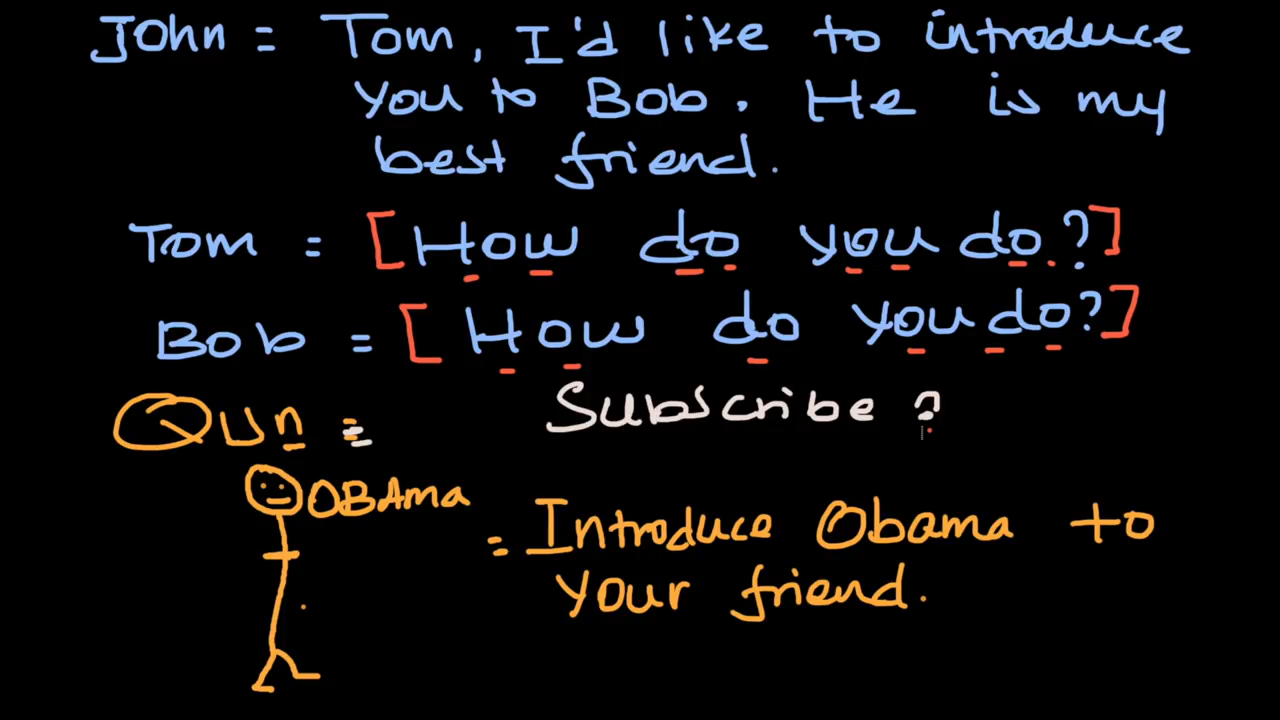 John = Tom, I'd like to introduce
you to Bob. He is my
best friend.
Tom = [How do you do?]
Bob = [How do you do?]
Qun =
Subscribe ?
OBAma
= Introduce Obama to
your friend.